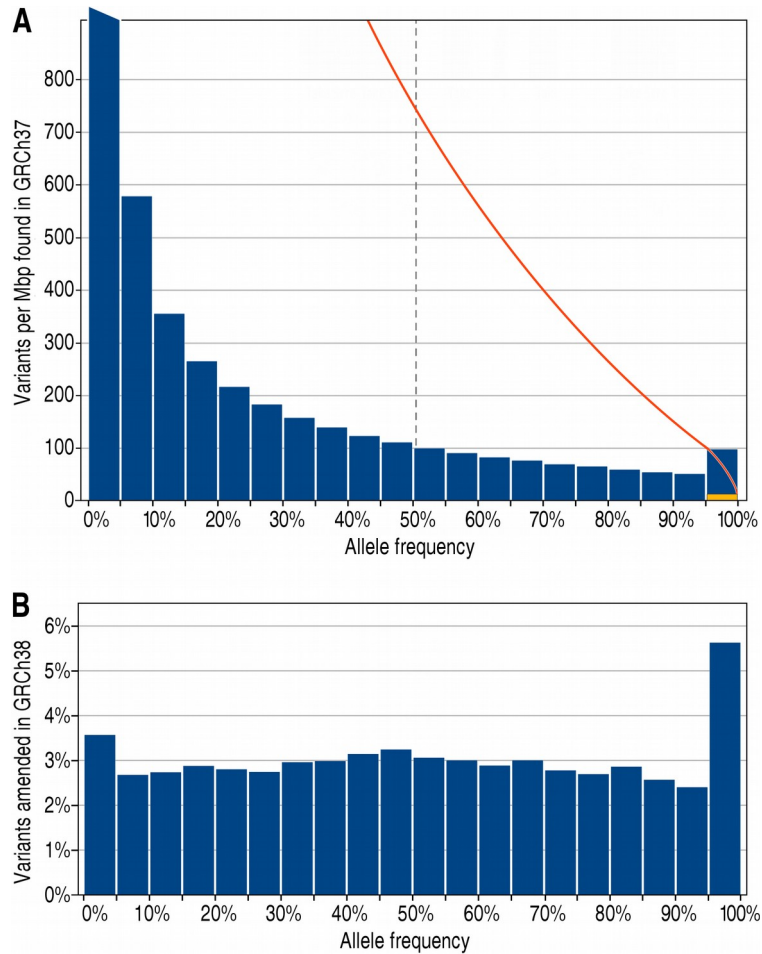 A
Variants per Mbp found in GRCh37
800
700
600
500
400
300
200
100
0
0% 10% 20% 30% 40% 50% 60% 70% 80% 90% 100%
Allele frequency
B
Variants amended in GRCh38
6%
5%
4%
3%
2%
1%
0%
0% 10% 20% 30% 40% 50% 60% 70% 80% 90% 100%
Allele frequency